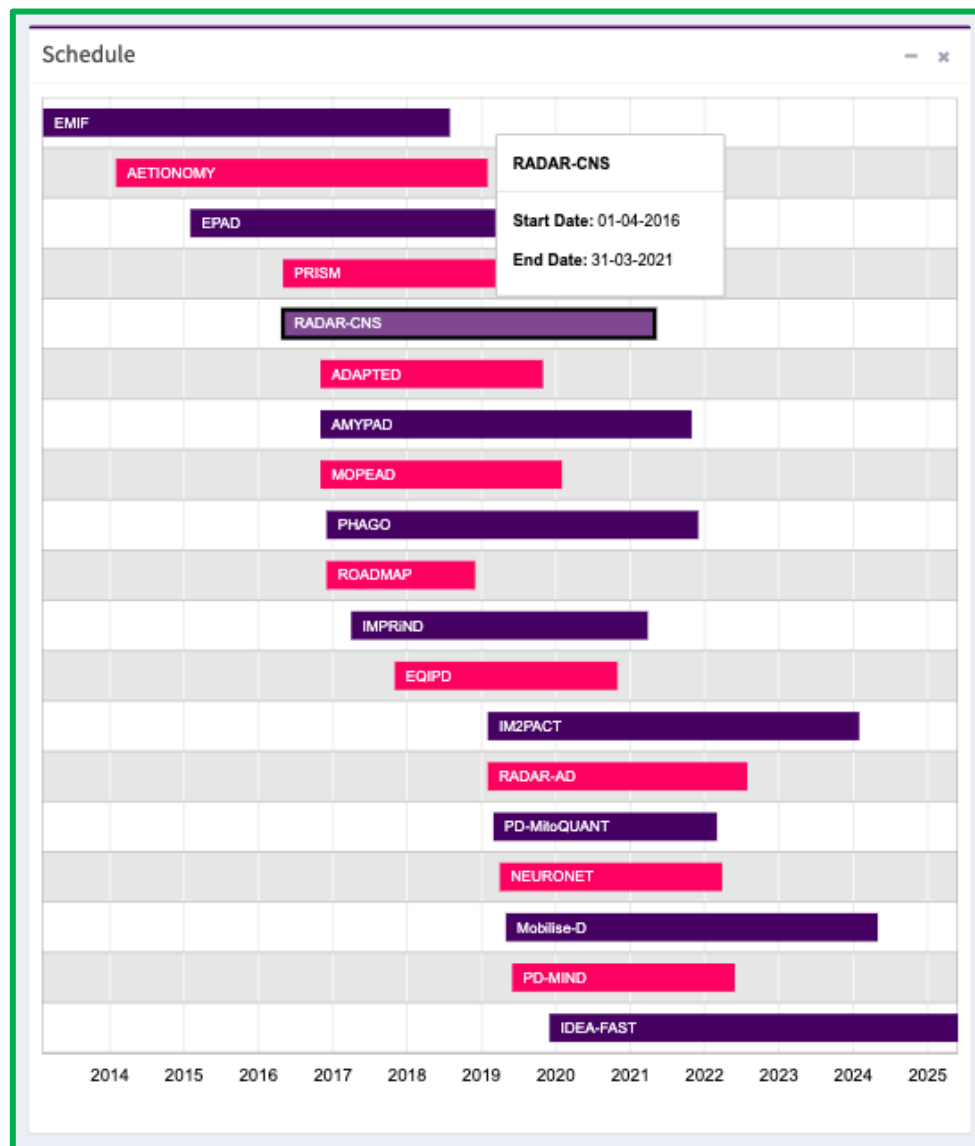 Schedule
EMIF
AETIONOMY
RADAR-CNS
EPAD
Start Date: 01-04-2016
End Date: 31-03-2021
PRISM
RADAR-CNS
ADAPTED
AMYPAD
MOPEAD
PHAGO
ROADMAP
IMPRiND
EQIPD
IM2PACT
RADAR-AD
PD-MitoQUANT
NEURONET
Mobilise-D
PD-MIND
IDEA-FAST
2014 2015 2016 2017 2018 2019 2020 2021 2022 2023 2024 2025